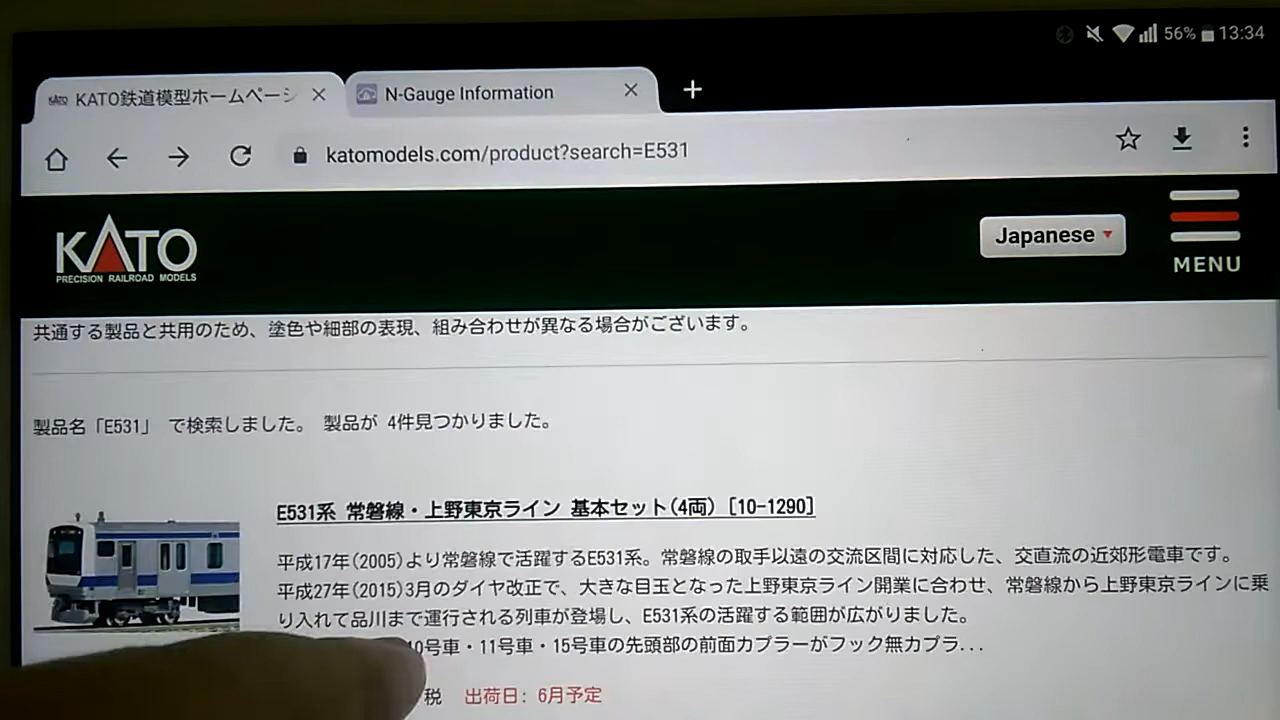 56% 13:34
KATO鉄道模型ホームページ
N-Gauge Information
katomodels.com/product?search=E531
KATO
PRECISION RAILROAD MODELS
Japanese
MENU
共通する製品と共用のため、塗色や細部の表現、組み合わせが異なる場合がございます。
製品名「E531」 で検索しました。 製品が 4件見つかりました。
E531系 常磐線・上野東京ライン 基本セット(4両) [10-1290]
平成17年(2005)より常磐線で活躍するE531系。常磐線の取手以遠の交流区間に対応した、交直流の近郊形電車です。
平成27年(2015)3月のダイヤ改正で、大きな目玉となった上野東京ライン開業に合わせ、常磐線から上野東京ラインに乗
り入れて品川まで運行される列車が登場し、E531系の活躍する範囲が広がりました。
10号車・11号車・15号車の先頭部の前面カプラーがフック無カプラ...
税 出荷日: 6月予定